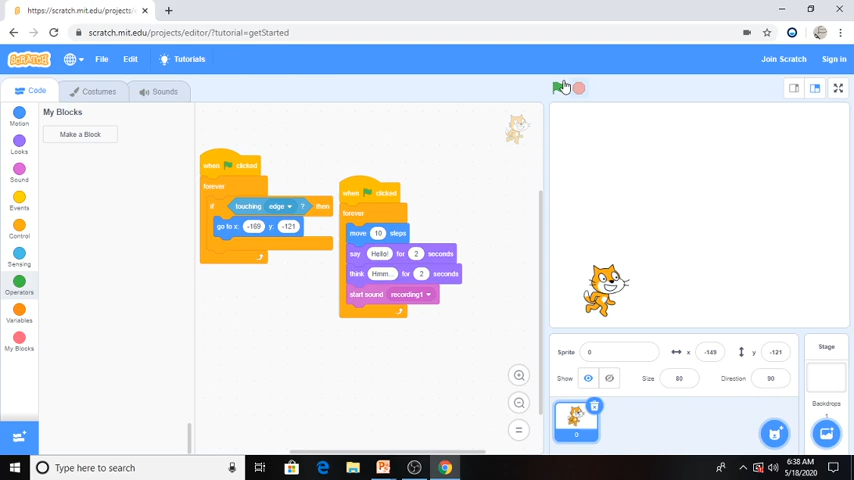 https://scratch.mit.edu/projects/
scratch.mit.edu/projects/editor/?tutorial=getStarted
SCRATCH File Edit Tutorials Join Scratch Sign in
Code Costumes Sounds
My Blocks
Make a Block
Motion
Looks
Sound
Events
Control
Sensing
Operators
Variables
My Blocks
when clicked
forever
if touching edge ? then
go to x: -169 y: -121
when clicked
forever
move 10 steps
say Hello! for 2 seconds
think Hmm... for 2 seconds
start sound recording1
Sprite 0 x -149 y -121
Show Size 80 Direction 90
0
Stage
Backdrops
1
Type here to search
6:38 AM
5/18/2020